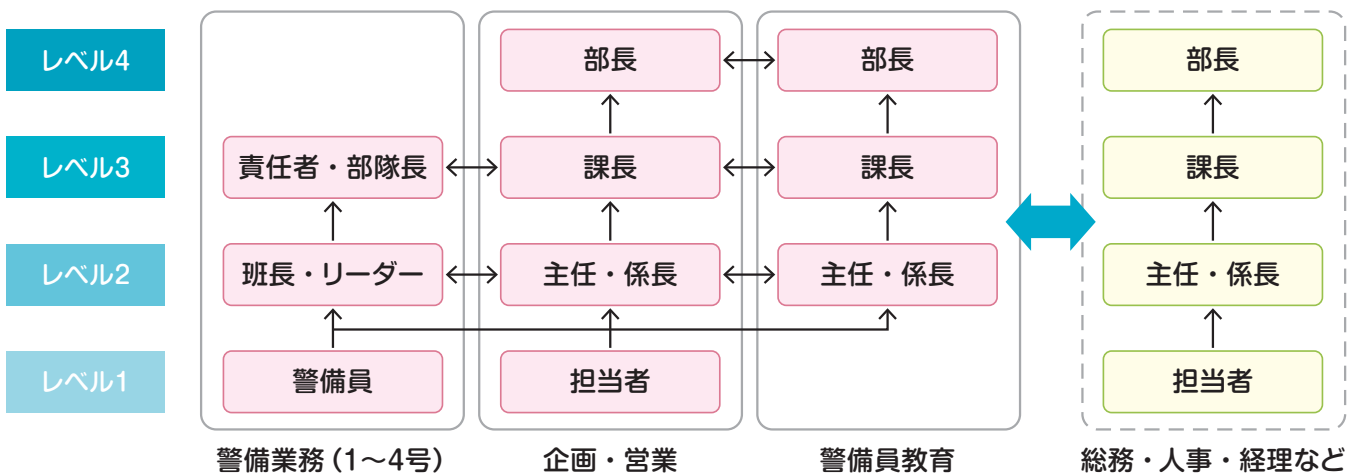 レベル4
部長
部長
部長
レベル3
責任者・部隊長
課長
課長
課長
レベル2
班長・リーダー
主任・係長
主任・係長
主任・係長
レベル1
警備員
担当者
担当者
警備業務（1〜4号）
企画・営業
警備員教育
総務・人事・経理など